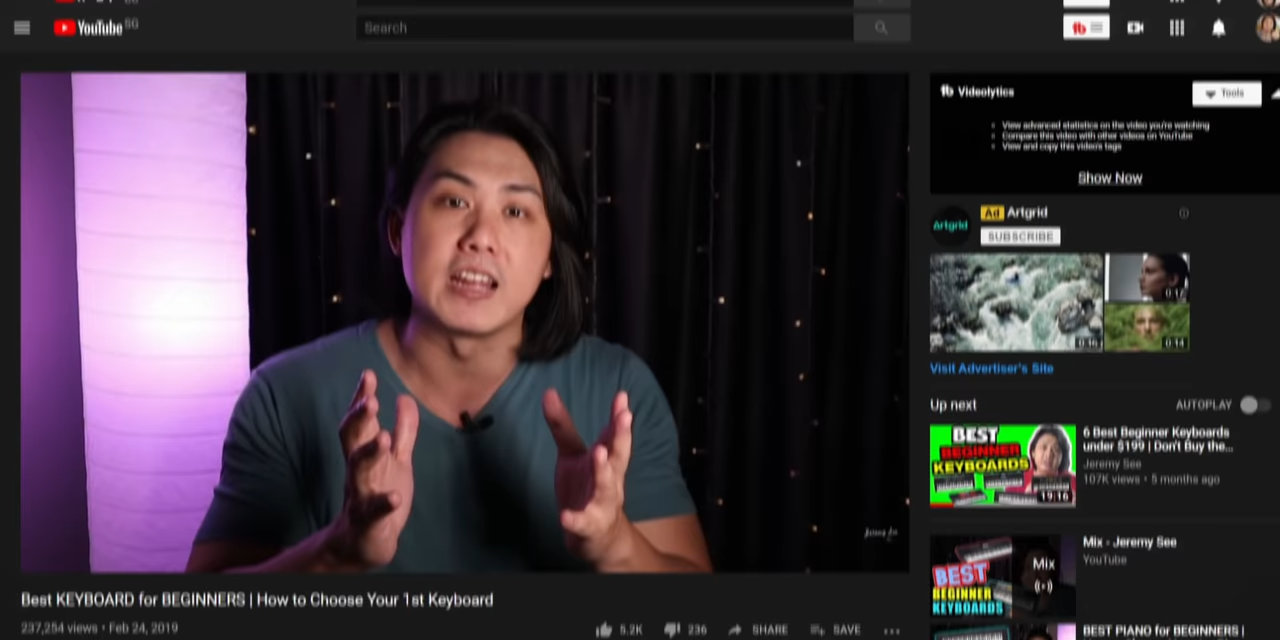 YouTube SG
Search
Videolytics
Tools
View advanced statistics on the video you're watching
Compare this video with other videos on YouTube
View and copy this video's tags
Show Now
Artgrid
Ad Artgrid
SUBSCRIBE
0:16
0:14
Visit Advertiser's Site
Up next
AUTOPLAY
BEST
BEGINNER
KEYBOARDS
19:16
6 Best Beginner Keyboards
under $199 | Don't Buy the...
Jeremy See
107K views • 5 months ago
BEST
BEGINNER
KEYBOARDS
Mix
Mix - Jeremy See
YouTube
BEST PIANO for BEGINNERS |
Best KEYBOARD for BEGINNERS | How to Choose Your 1st Keyboard
237,254 views • Feb 24, 2019
5.2K
236
SHARE
SAVE